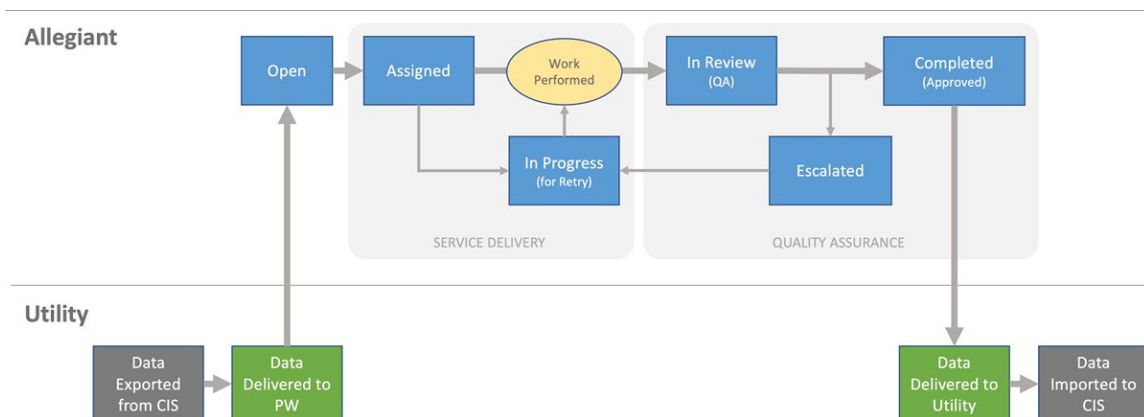 Allegiant
Open
Assigned
Work
Performed
In Review
(QA)
Completed
(Approved)
In Progress
(for Retry)
Escalated
SERVICE DELIVERY
QUALITY ASSURANCE
Utility
Data
Exported
from CIS
Data
Delivered to
PW
Data
Delivered to
Utility
Data
Imported to
CIS